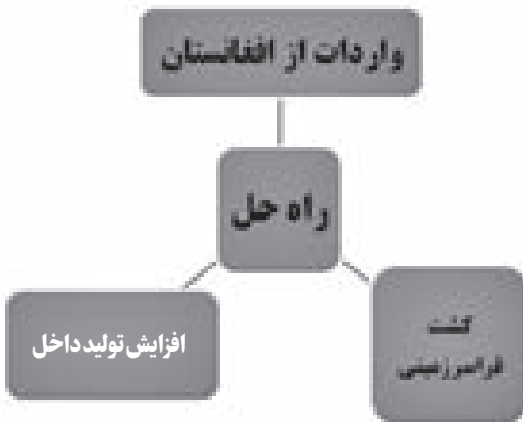 واردات از افغانستان
راه حل
کشت
فراسرزمینی
افزایش تولید داخل